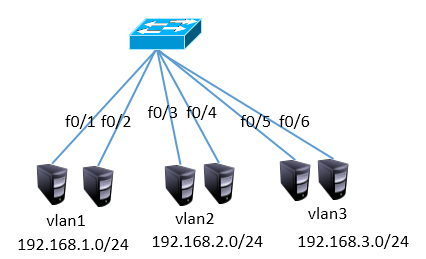 f0/1 f0/2 f0/3 f0/4 f0/5 f0/6
vlan1 vlan2 vlan3
192.168.1.0/24 192.168.2.0/24 192.168.3.0/24